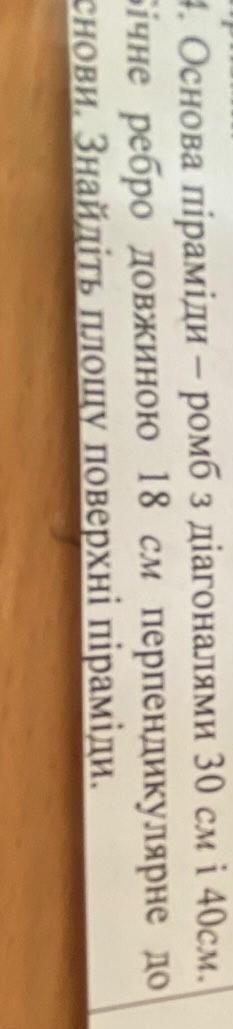 4. Основа піраміди – ромб з діагоналями 30 см і 40см.
бічне ребро довжиною 18 см перпендикулярне до
снови. Знайдіть площу поверхні піраміди.